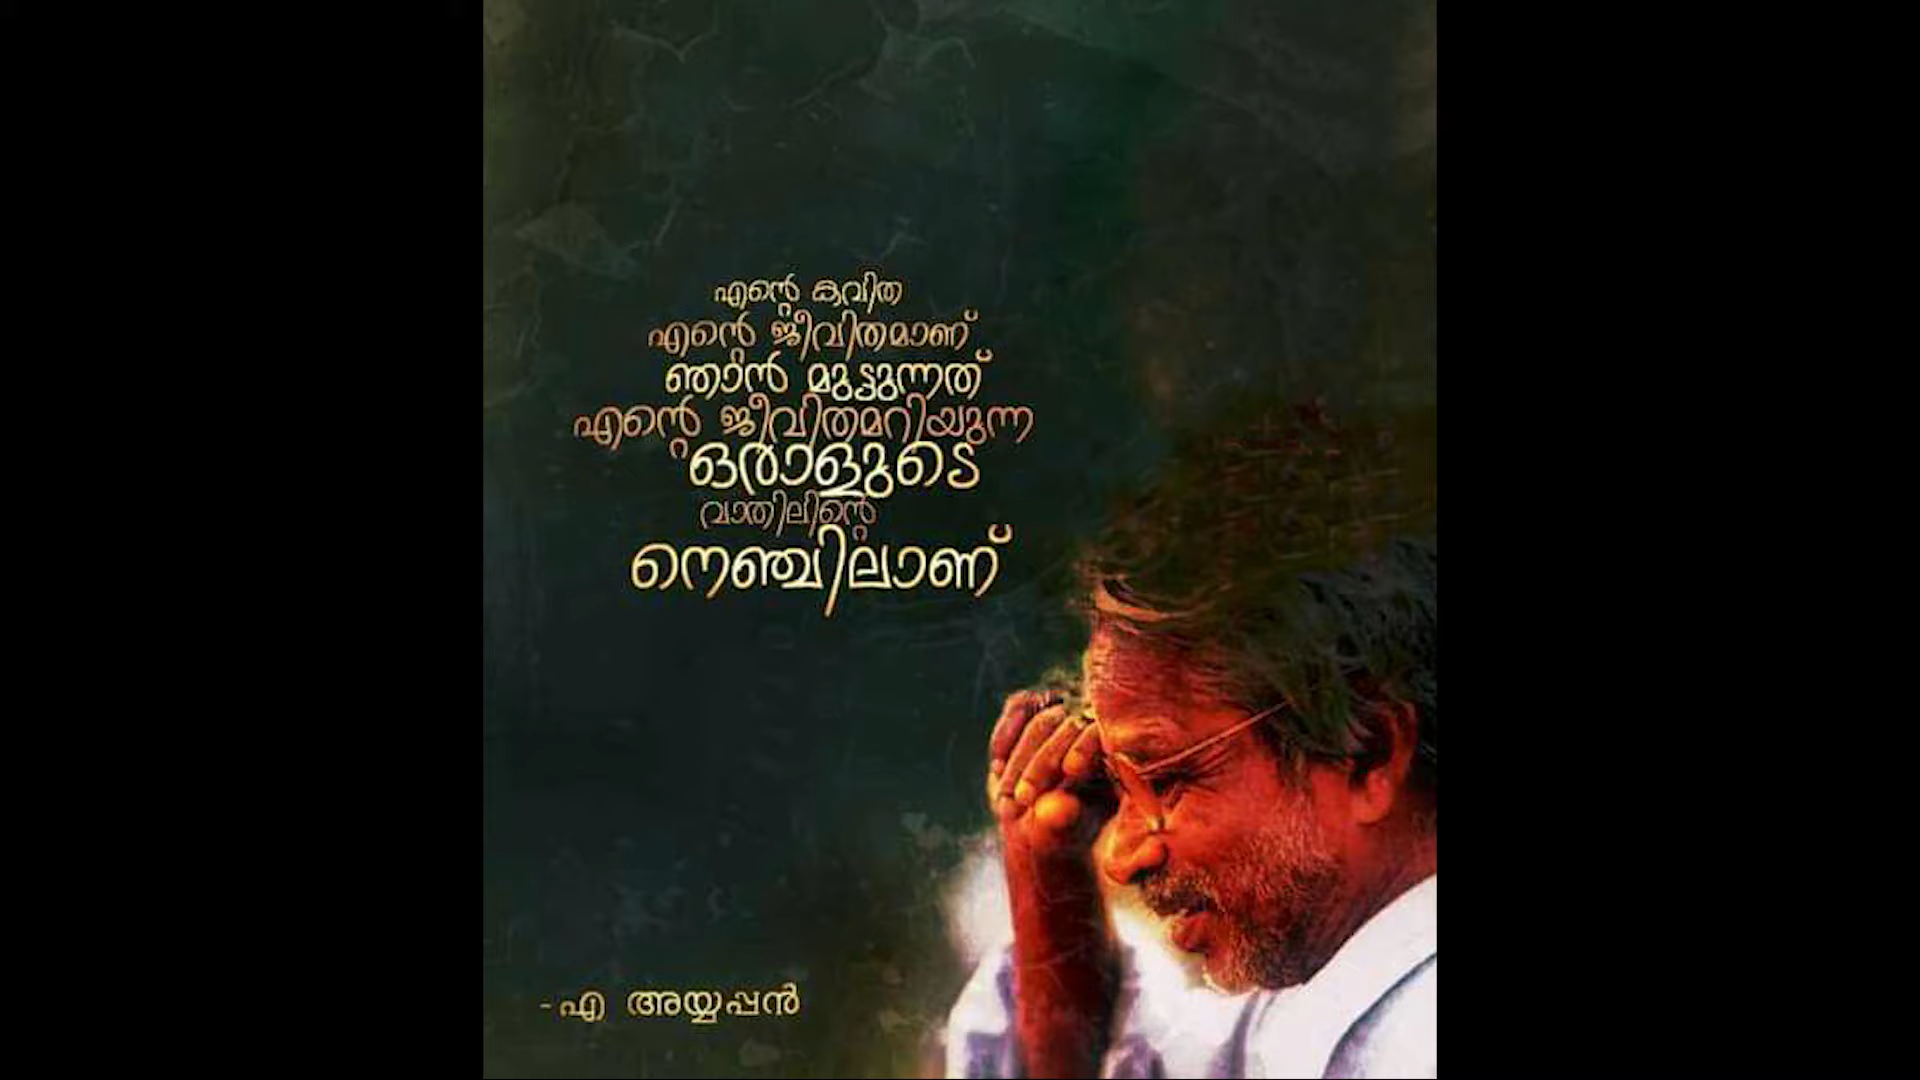 എന്റെ കവിത
എന്റെ ജീവിതമാണ്
ഞാൻ മുട്ടുന്നത്
എന്റെ ജീവിതമറിയുന്ന
ഒരാളുടെ
വാതിലിന്റെ
നെഞ്ചിലാണ്
-എ അയ്യപ്പൻ